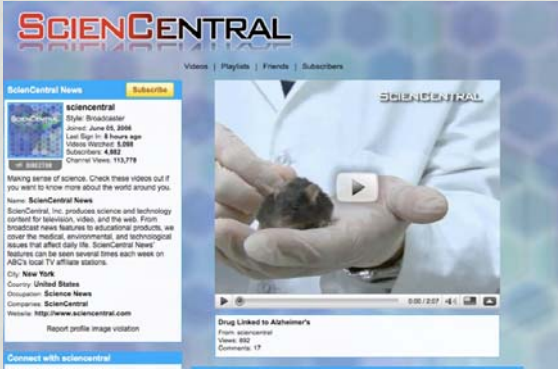 SCIENCENTRAL
Videos | Playlists | Friends | Subscribers
ScienCentral News
Subscribe
sciencentral
Style: Broadcaster
Joined: June 05, 2006
Last Sign In: 8 hours ago
Videos Watched: 5,098
Subscribers: 4,882
Channel Views: 113,778
Making sense of science. Check these videos out if
you want to know more about the world around you.
Name: ScienCentral News
ScienCentral, Inc. produces science and technology
content for television, video, and the web. From
broadcast news features to educational products, we
cover the medical, environmental, and technological
issues that affect daily life. ScienCentral News'
features can be seen several times each week on
ABC's local TV affiliate stations.
City: New York
Country: United States
Occupation: Science News
Companies: ScienCentral
Website: http://www.sciencentral.com
Report profile image violation
Connect with sciencentral
SCIENCENTRAL
0:00 / 2:07
Drug Linked to Alzheimer's
From: sciencentral
Views: 892
Comments: 17